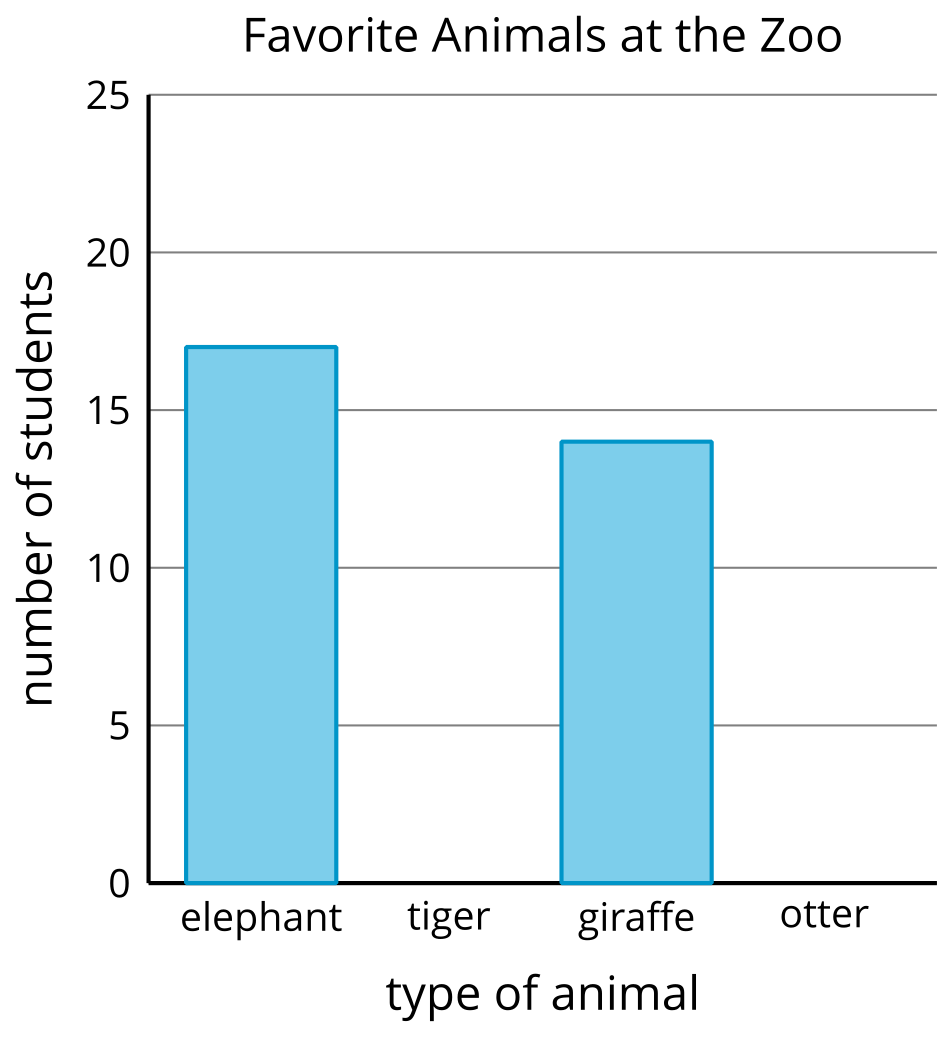 Favorite Animals at the Zoo
25
20
15
10
5
0
number of students
elephant tiger giraffe otter
type of animal